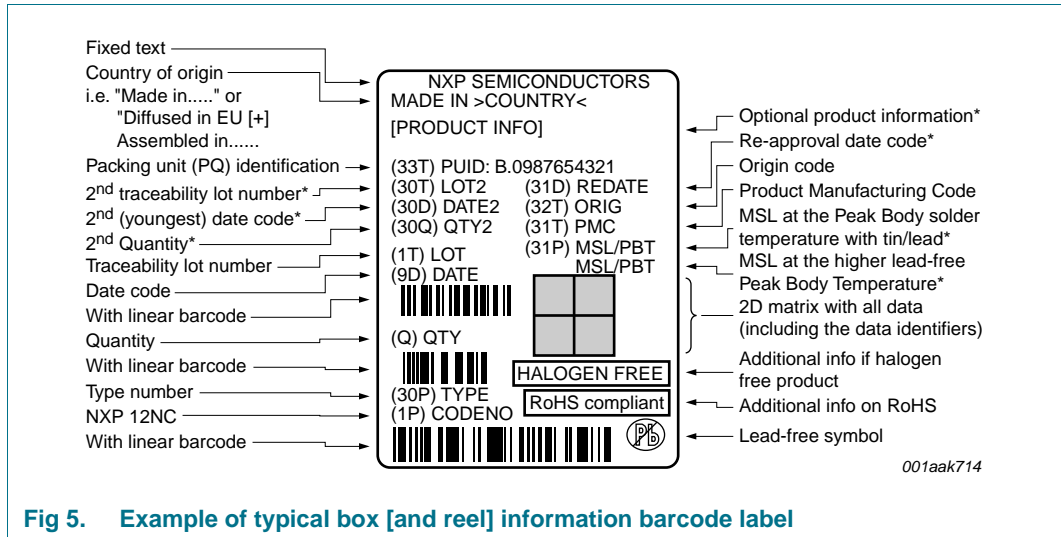 Fixed text
Country of origin
i.e. "Made in....." or
"Diffused in EU [+]
Assembled in......
Packing unit (PQ) identification
2nd traceability lot number*
2nd (youngest) date code*
2nd Quantity*
Traceability lot number
Date code
With linear barcode
Quantity
With linear barcode
Type number
NXP 12NC
With linear barcode
NXP SEMICONDUCTORS
MADE IN >COUNTRY<
[PRODUCT INFO]
(33T) PUID: B.0987654321
(30T) LOT2 (31D) REDATE
(30D) DATE2 (32T) ORIG
(30Q) QTY2 (31T) PMC
(31P) MSL/PBT
(1T) LOT MSL/PBT
(9D) DATE
(Q) QTY
HALOGEN FREE
(30P) TYPE
RoHS compliant
(1P) CODENO
Pb
Optional product information*
Re-approval date code*
Origin code
Product Manufacturing Code
MSL at the Peak Body solder
temperature with tin/lead*
MSL at the higher lead-free
Peak Body Temperature*
2D matrix with all data
(including the data identifiers)
Additional info if halogen
free product
Additional info on RoHS
Lead-free symbol
001aak714
Fig 5. Example of typical box [and reel] information barcode label